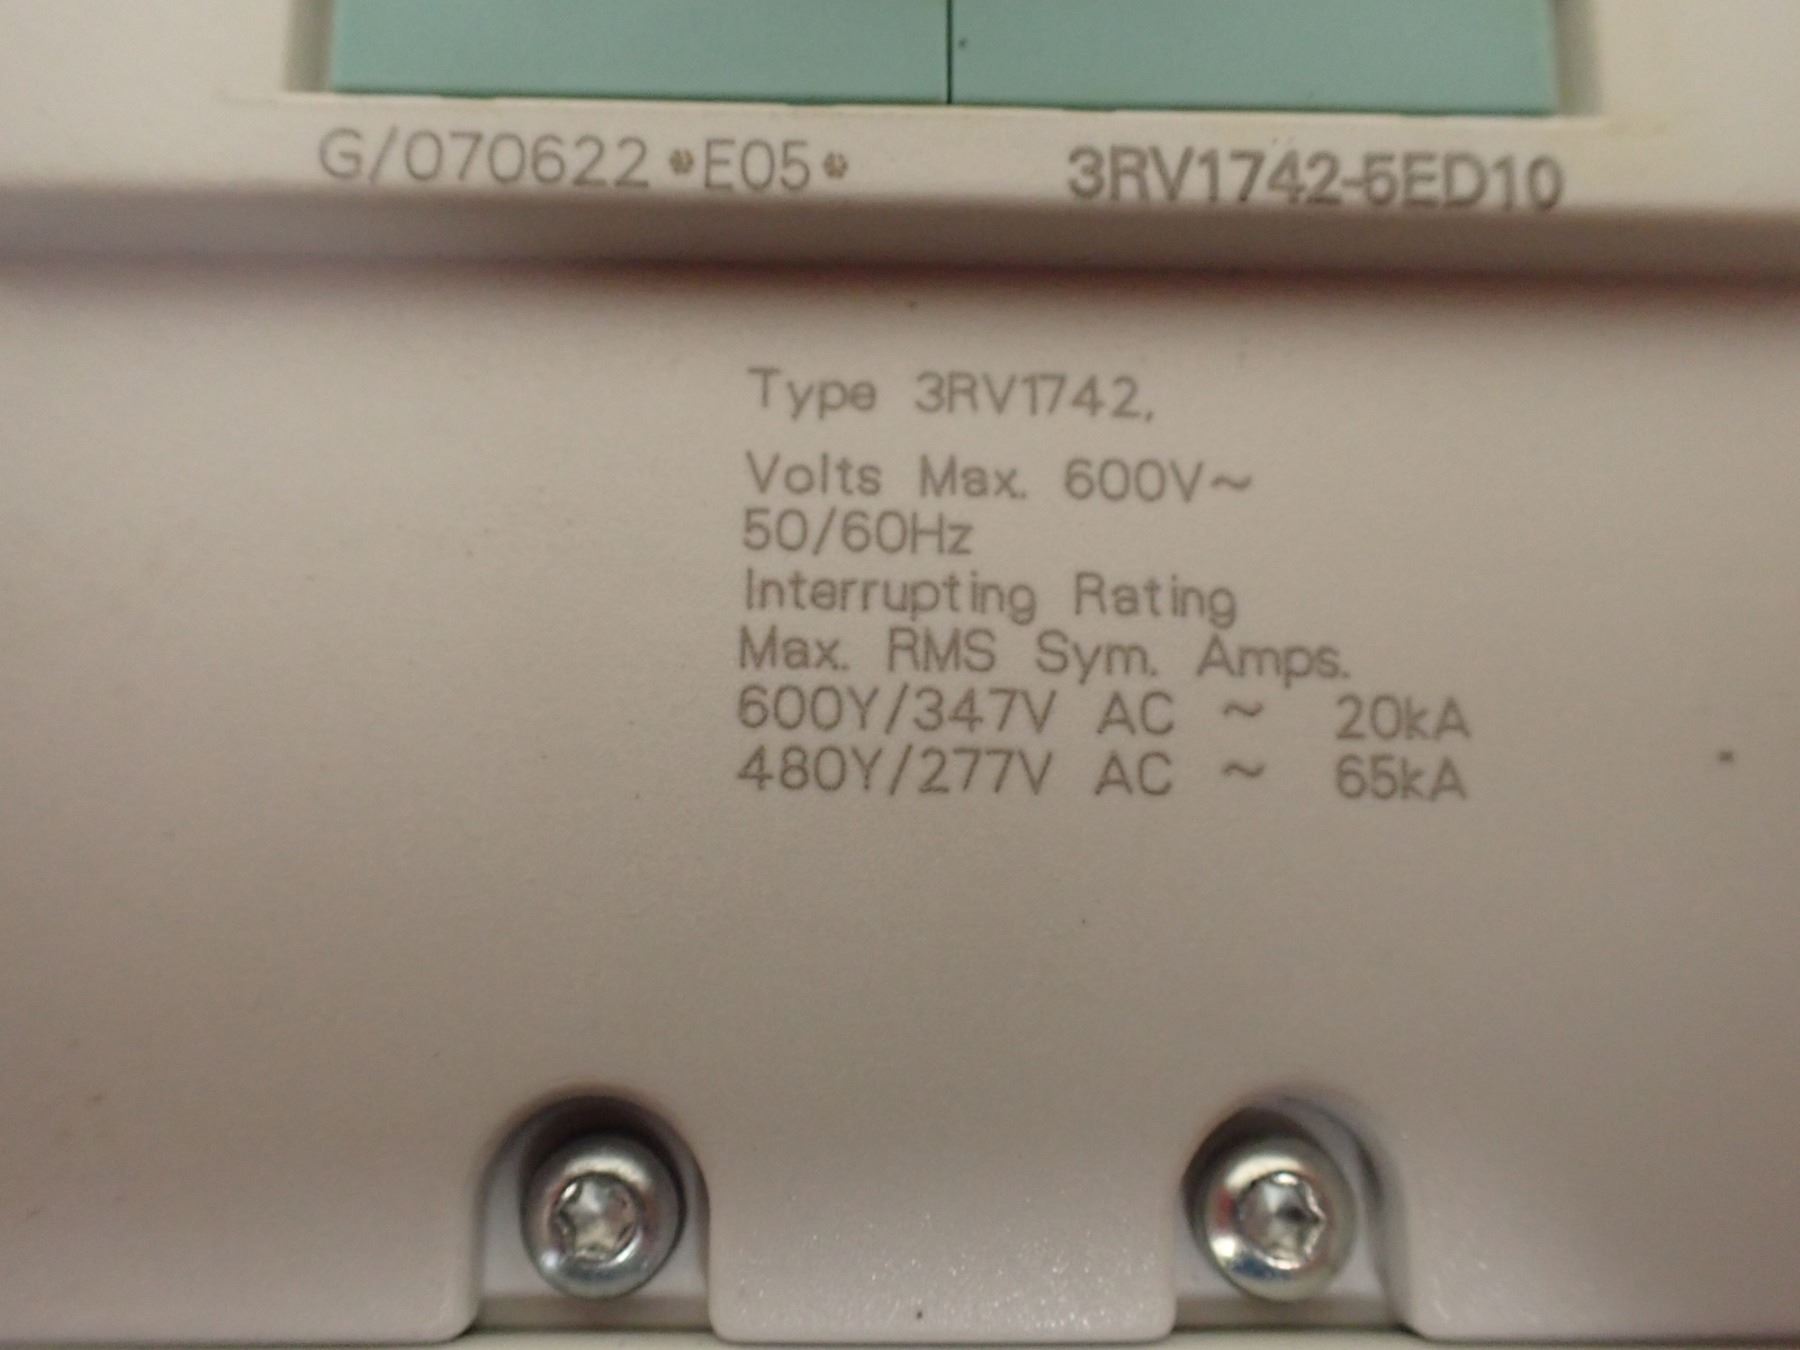 G/070622 *E05* 3RV1742-5ED10
Type 3RV1742.
Volts Max. 600V~
50/60Hz
Interrupting Rating
Max. RMS Sym. Amps.
600Y/347V AC ~ 20kA
480Y/277V AC ~ 65kA